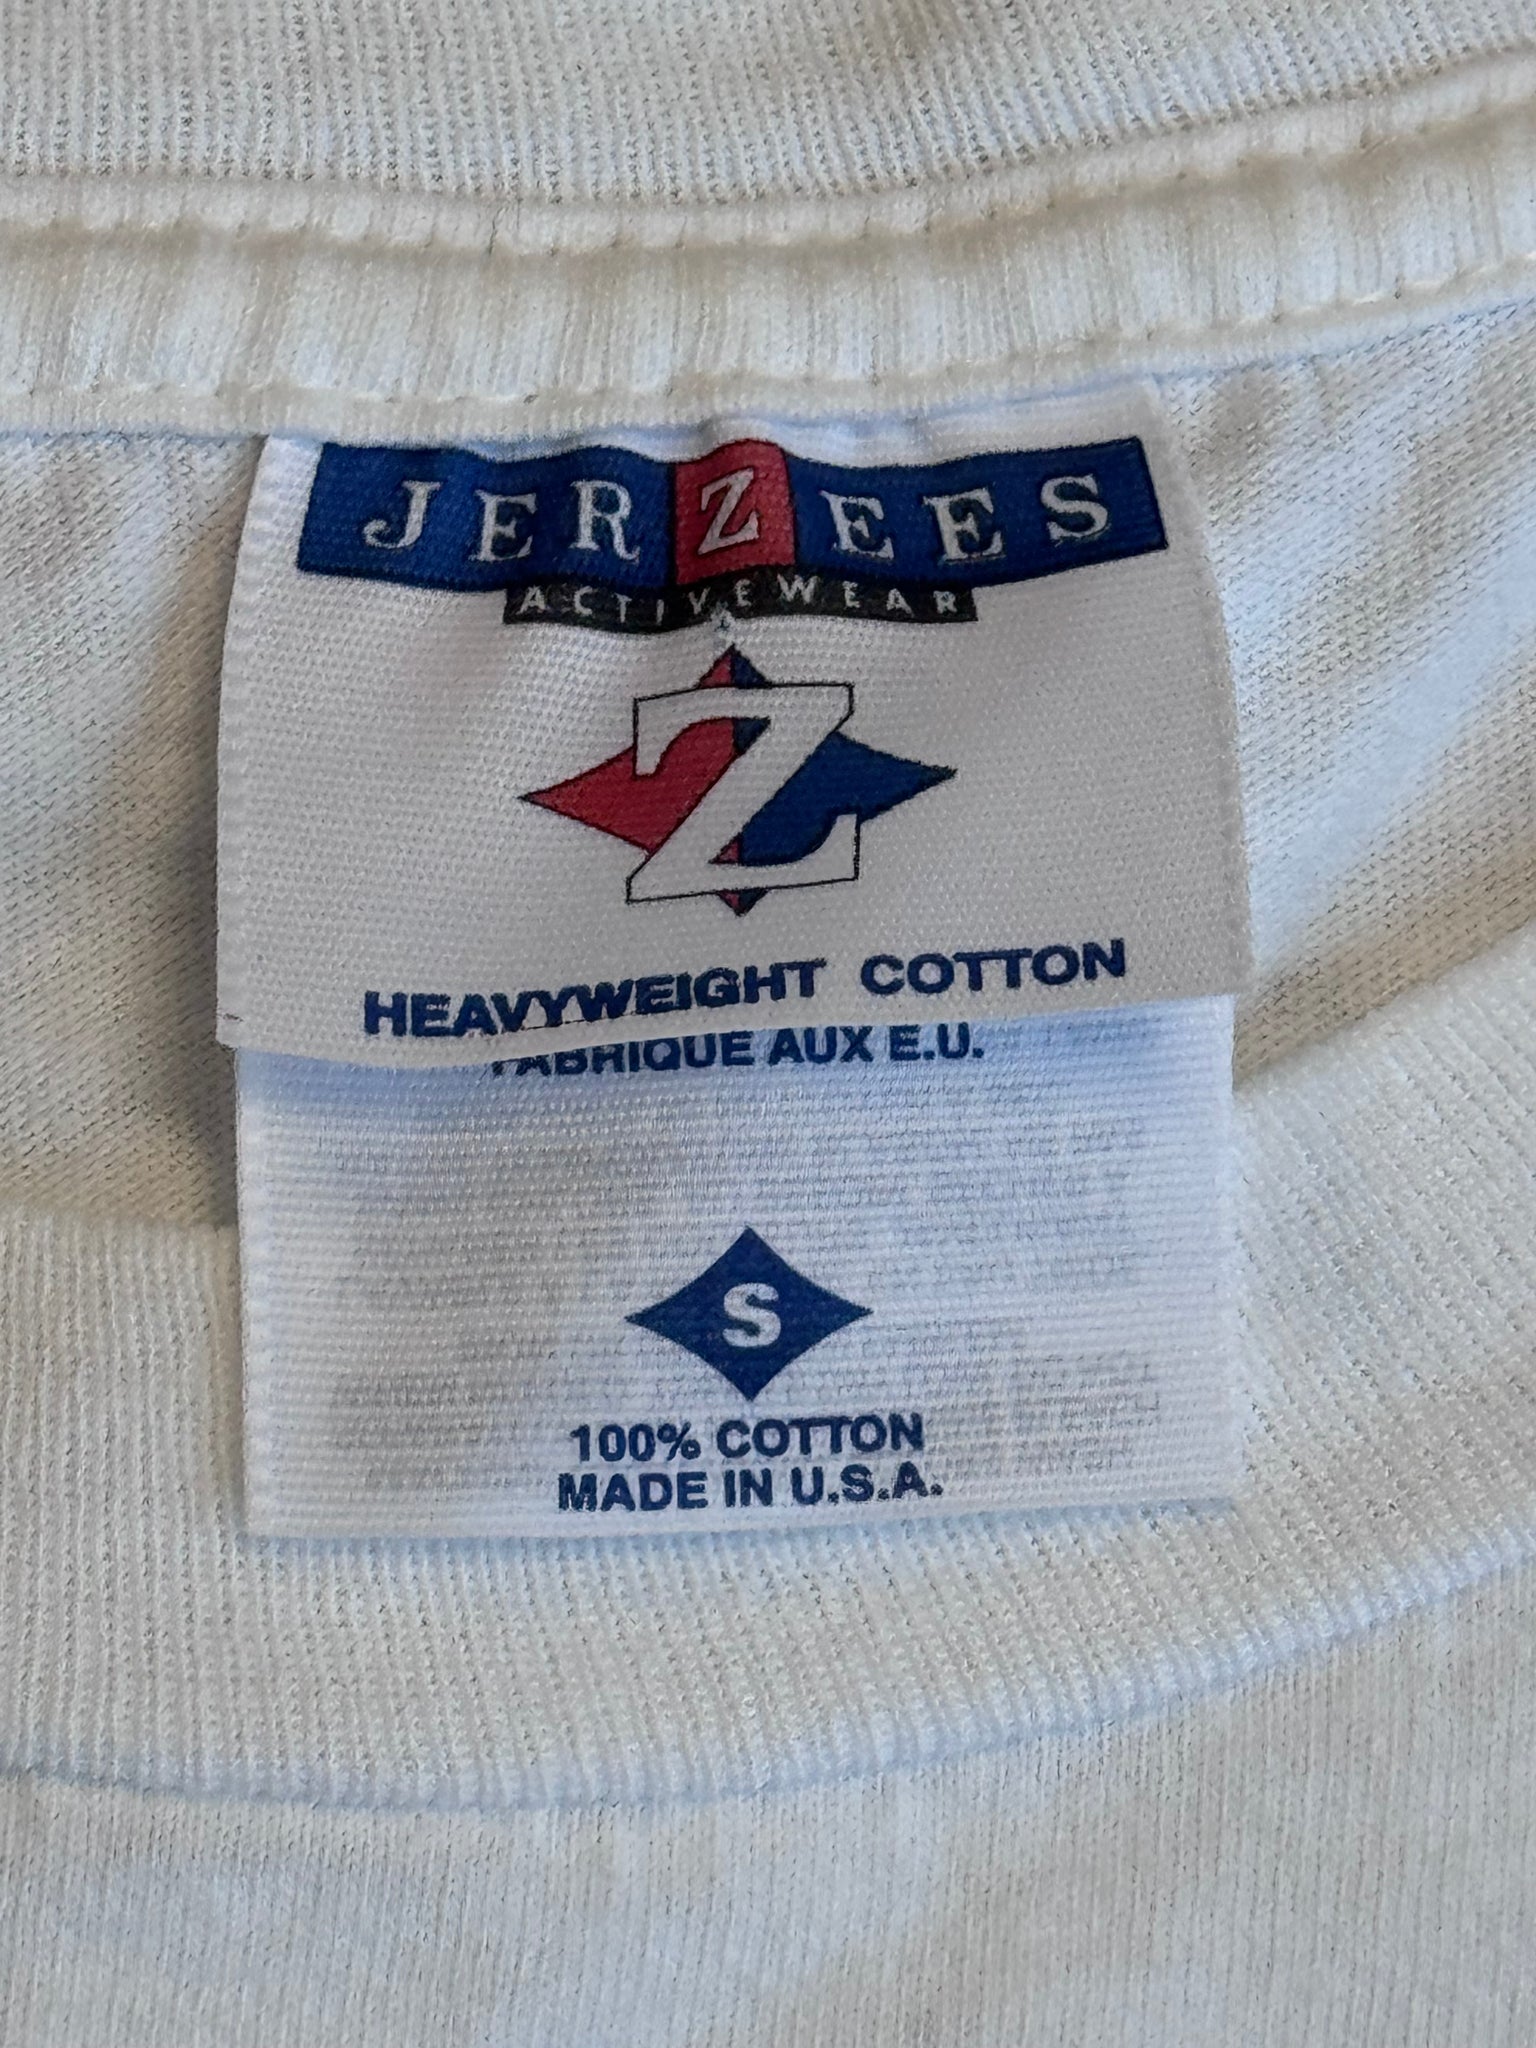 JERZEES
ACTIVEWEAR
Z
HEAVYWEIGHT COTTON
FABRIQUE AUX E.U.
S
100% COTTON
MADE IN U.S.A.